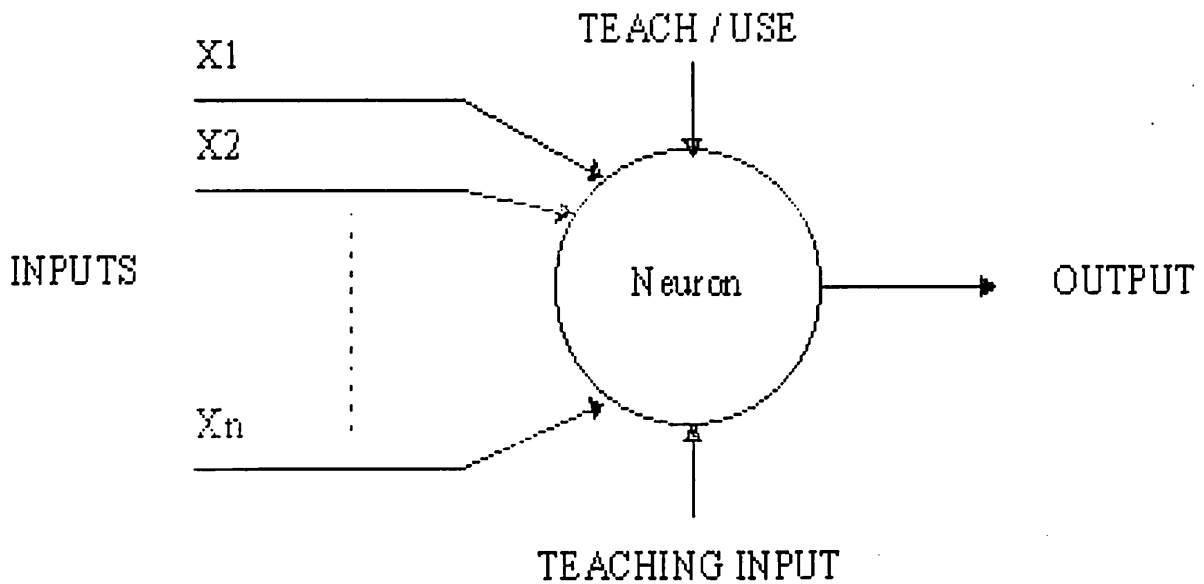 TEACH / USE
X1
X2
INPUTS
Neuron
OUTPUT
Xn
TEACHING INPUT